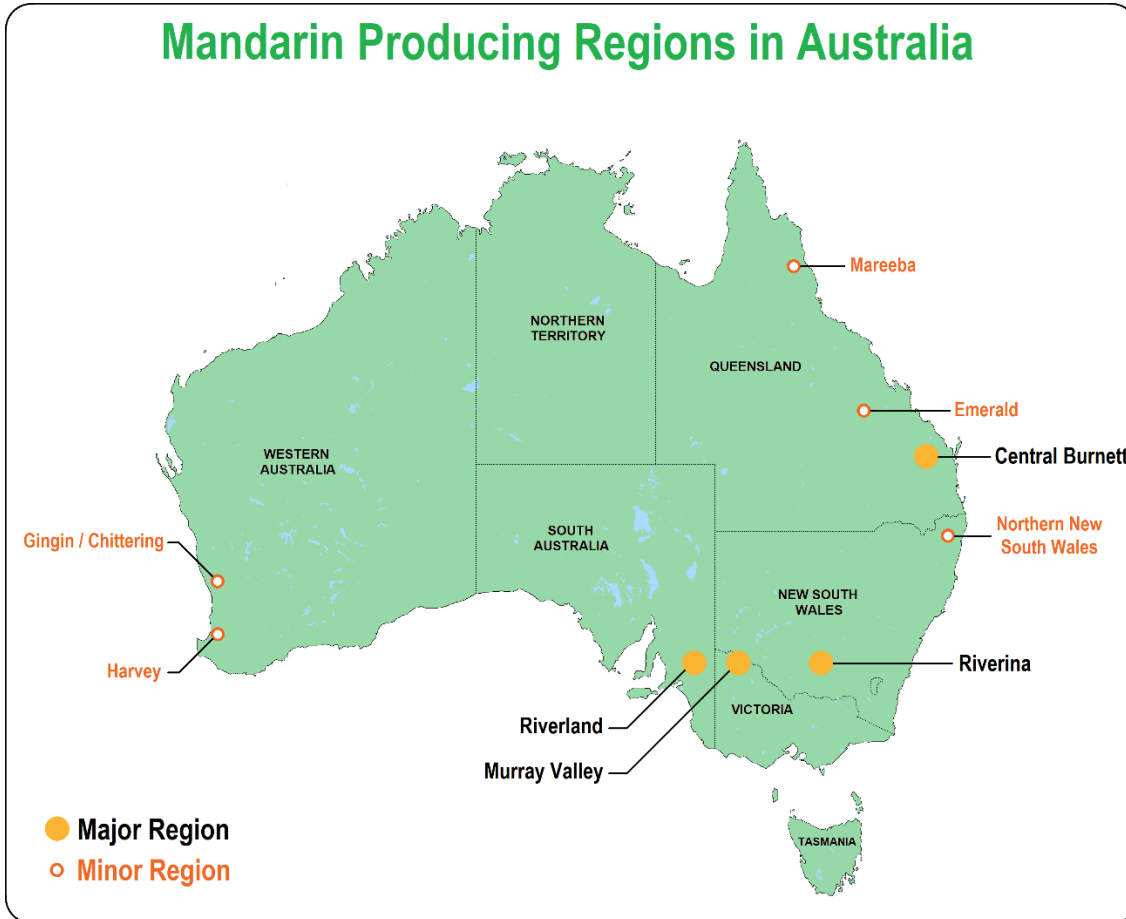 Mandarin Producing Regions in Australia
Mareeba
NORTHERN
TERRITORY
QUEENSLAND
Emerald
WESTERN
AUSTRALIA
Central Burnett
SOUTH
AUSTRALIA
Northern New
South Wales
Gingin / Chittering
NEW SOUTH
WALES
Harvey
Riverina
Riverland
VICTORIA
Murray Valley
Major Region
Minor Region
TASMANIA